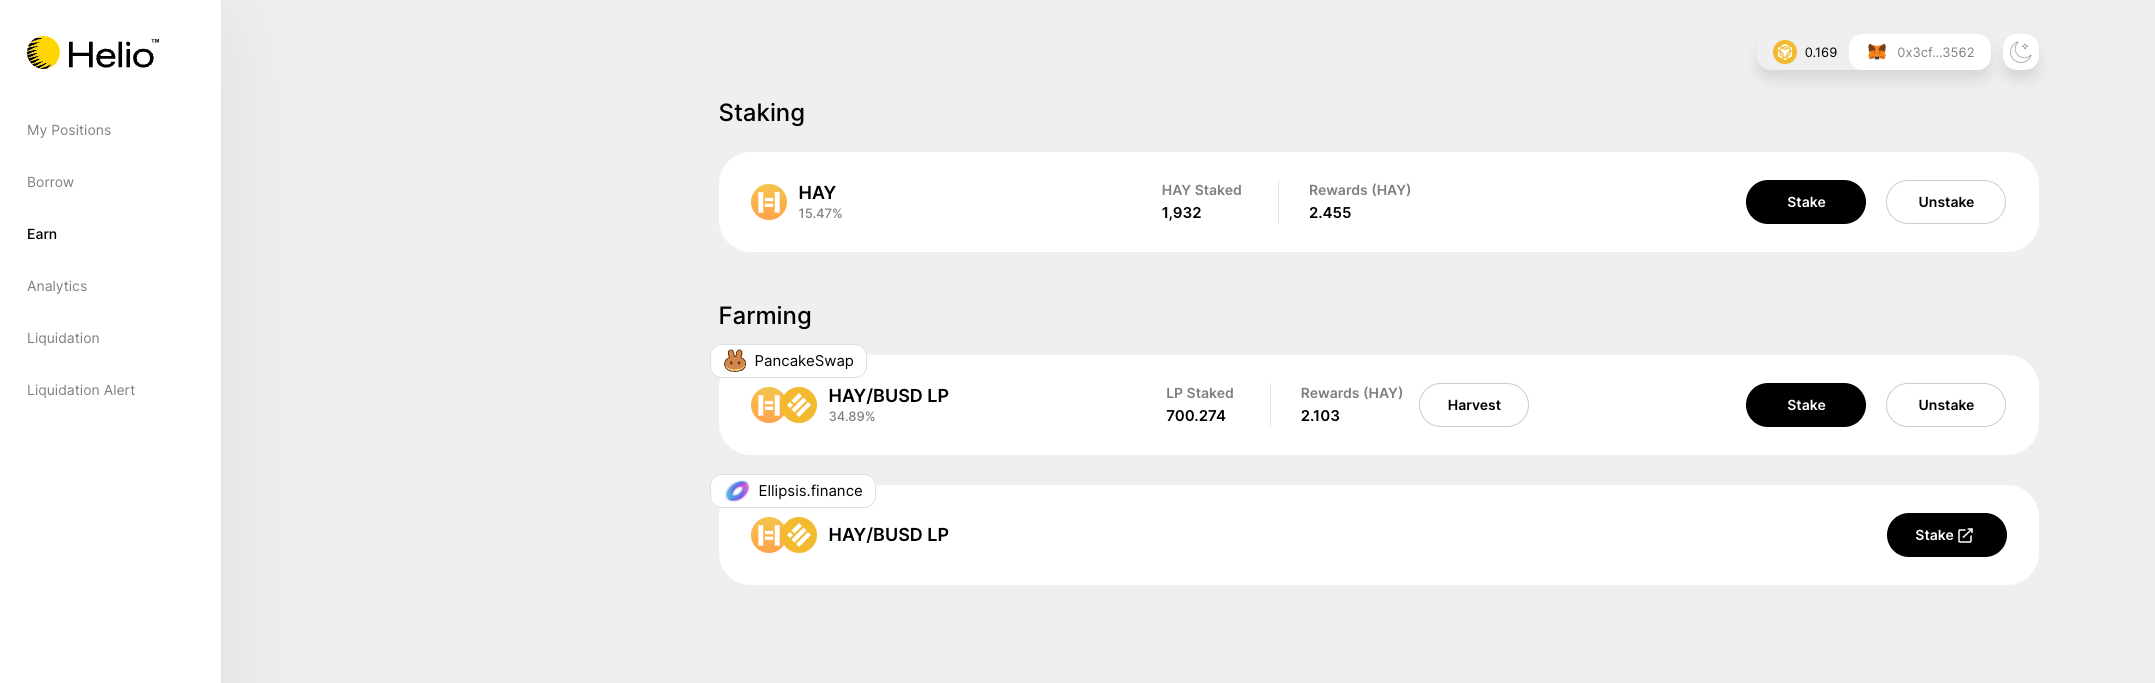 Helio™
My Positions
Borrow
Earn
Analytics
Liquidation
Liquidation Alert
0.169
0x3cf...3562
Staking
HAY
15.47%
HAY Staked
1,932
Rewards (HAY)
2.455
Stake
Unstake
Farming
PancakeSwap
HAY/BUSD LP
34.89%
LP Staked
700.274
Rewards (HAY)
2.103
Harvest
Stake
Unstake
Ellipsis.finance
HAY/BUSD LP
Stake